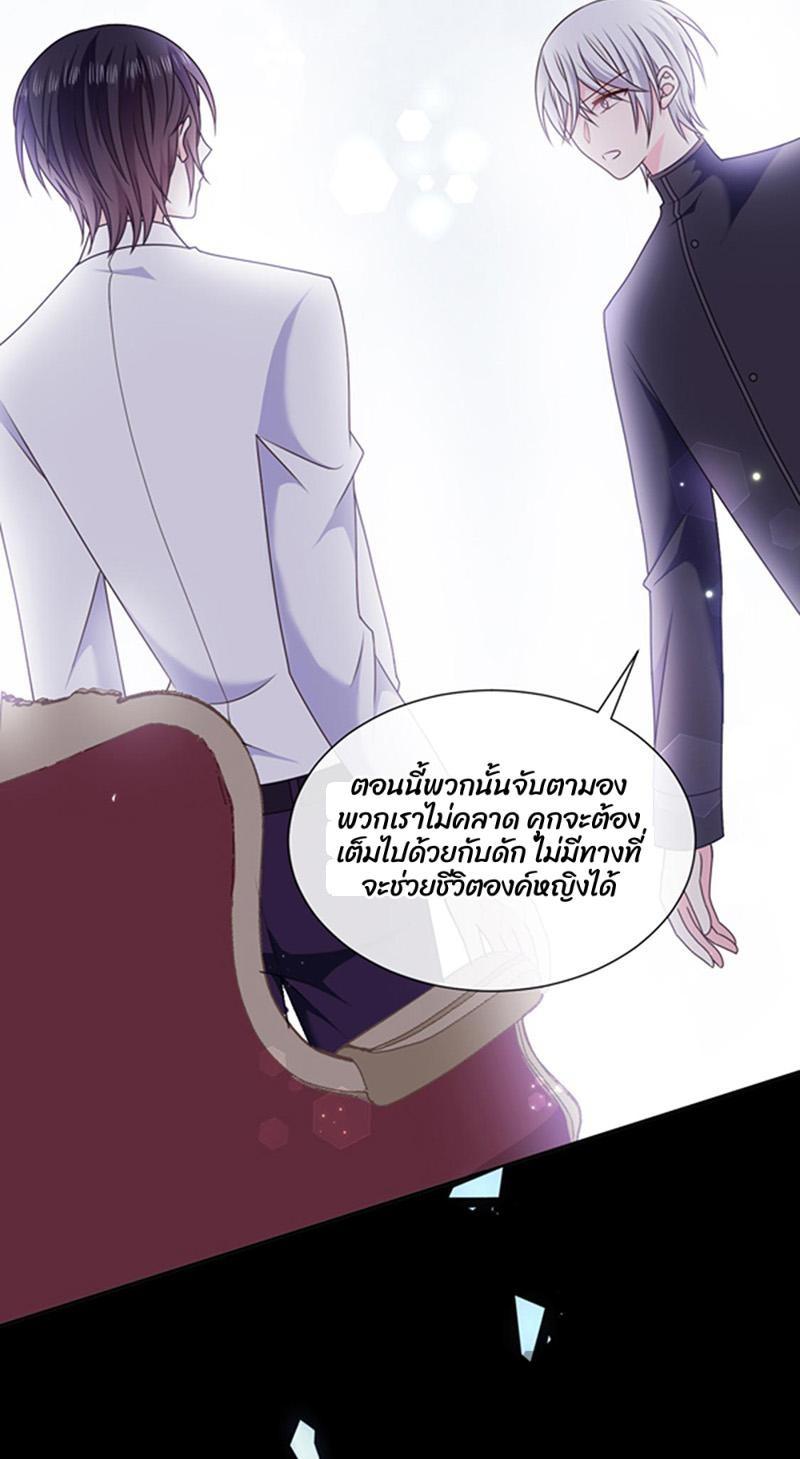 ตอนนี้พวกนั้นจับตามอง
พวกเราไม่คลาด คุกจะต้อง
เต็มไปด้วยกับดัก ไม่มีทางที่
จะช่วยชีวิตองค์หญิงได้